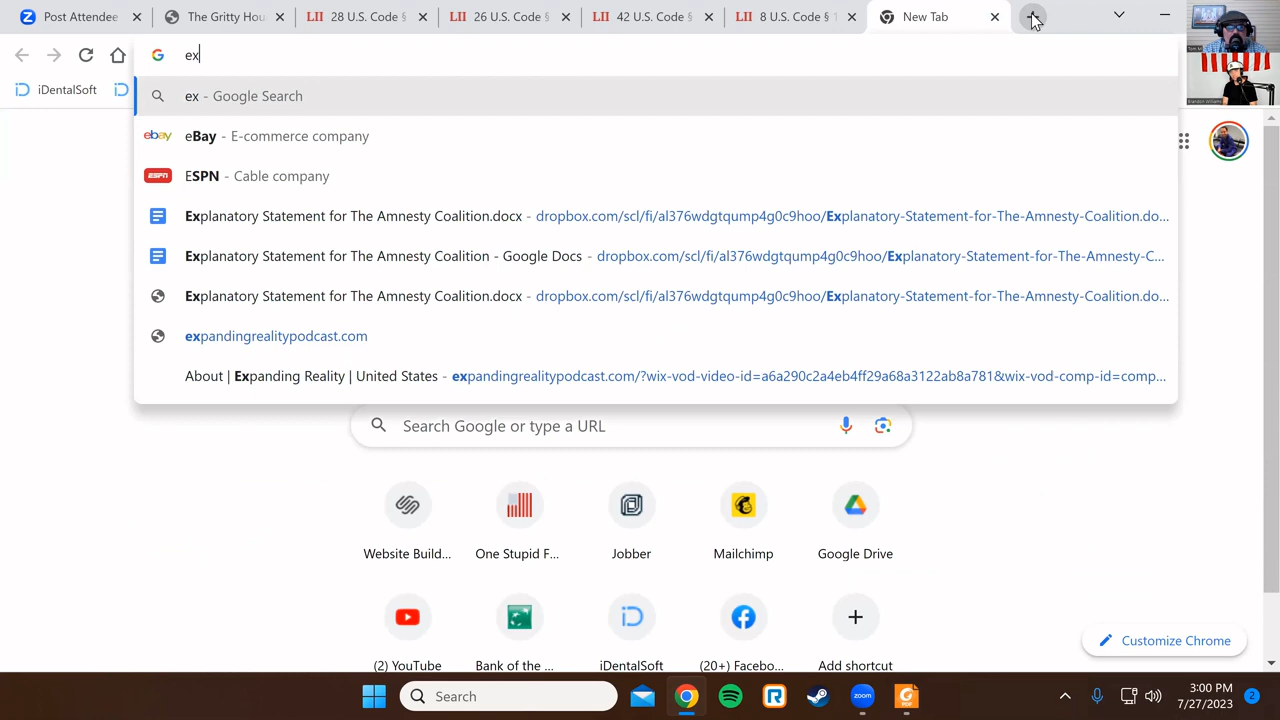 Post Attendee
The Gritty Hou
LII 28 U.S. Code §
LII 26 U.S. Code §
LII 42 U.S. Code §
LII 8 U.S. Code §
New Tab
ex
iDentalSoft
ex - Google Search
eBay - E-commerce company
ESPN - Cable company
Explanatory Statement for The Amnesty Coalition.docx - dropbox.com/scl/fi/al376wdgtqump4g0c9hoo/Explanatory-Statement-for-The-Amnesty-Coalition.do...
Explanatory Statement for The Amnesty Coalition - Google Docs - dropbox.com/scl/fi/al376wdgtqump4g0c9hoo/Explanatory-Statement-for-The-Amnesty-C...
Explanatory Statement for The Amnesty Coalition.docx - dropbox.com/scl/fi/al376wdgtqump4g0c9hoo/Explanatory-Statement-for-The-Amnesty-Coalition.do...
expandingrealitypodcast.com
About | Expanding Reality | United States - expandingrealitypodcast.com/?wix-vod-video-id=a6a290c2a4eb4ff29a68a3122ab8a781&wix-vod-comp-id=comp...
Search Google or type a URL
Website Build...
One Stupid F...
Jobber
Mailchimp
Google Drive
(2) YouTube
Bank of the ...
iDentalSoft
(20+) Facebo...
Add shortcut
Customize Chrome
Search
zoom
3:00 PM
7/27/2023
2